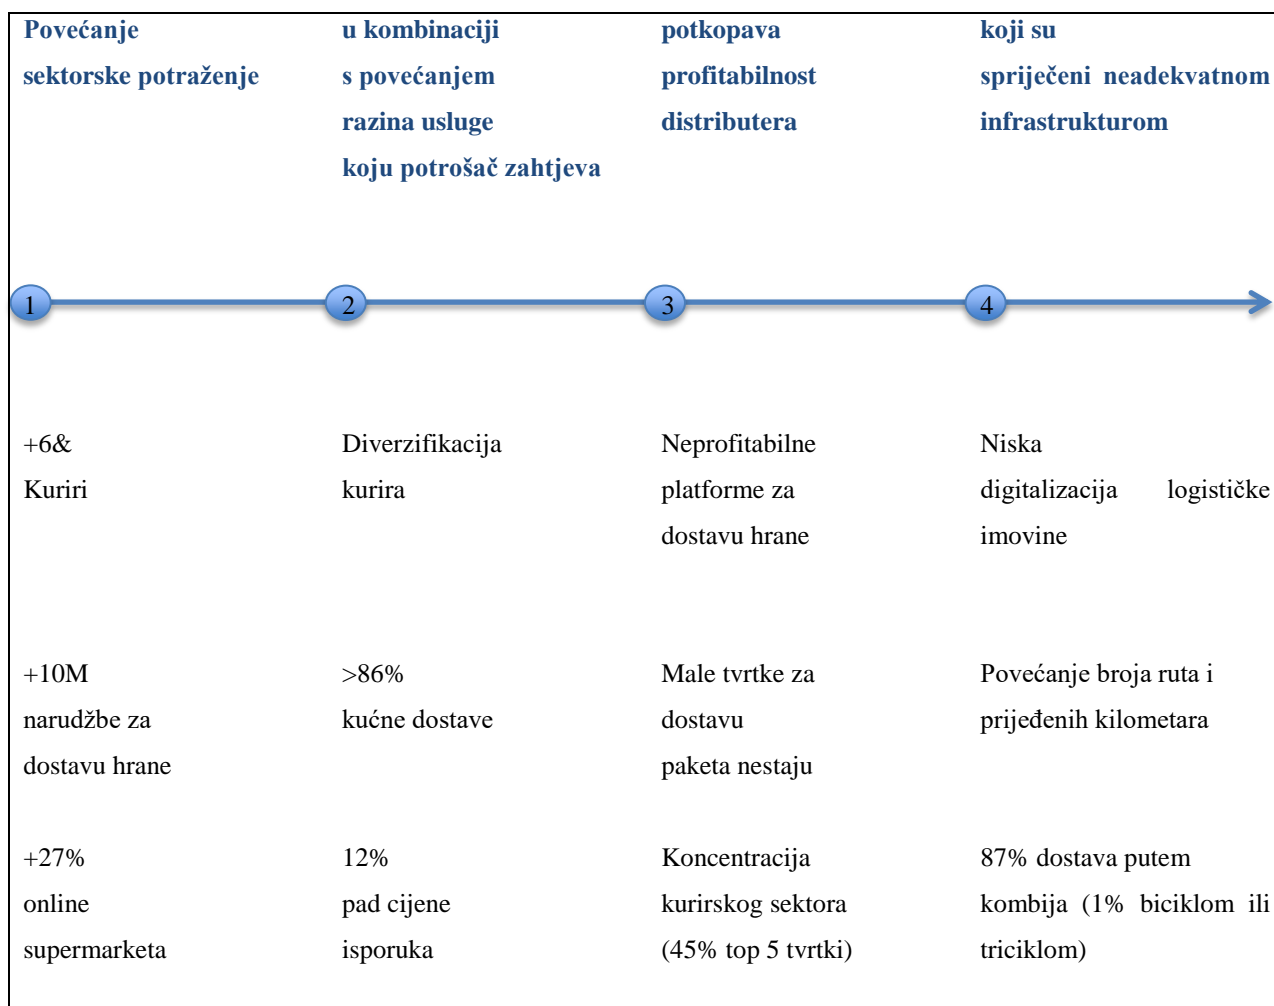 Povećanje
sektorske potraženje
u kombinaciji
s povećanjem
razina usluge
koju potrošač zahtjeva
potkopava
profitabilnost
distributera
koji su
spriječeni neadekvatnom
infrastrukturom
1
2
3
4
+6&
Kuriri
Diverzifikacija
kurira
Neprofitabilne
platforme za
dostavu hrane
Niska
digitalizacija logističke
imovine
+10M
narudžbe za
dostavu hrane
>86%
kućne dostave
Male tvrtke za
dostavu
paketa nestaju
Povećanje broja ruta i
prijeđenih kilometara
+27%
online
supermarketa
12%
pad cijene
isporuka
Koncentracija
kurirskog sektora
(45% top 5 tvrtki)
87% dostava putem
kombija (1% biciklom ili
triciklom)